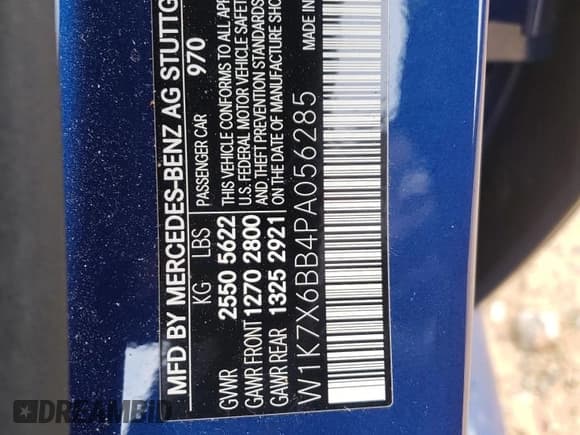 MFD BY MERCEDES-BENZ AG STUTTG
970
KG LBS PASSENGER CAR
GVWR 2550 5622 THIS VEHICLE CONFORMS TO ALL APP
GAWR FRONT 1270 2800 U.S. FEDERAL MOTOR VEHICLE SAFET
GAWR REAR 1325 2921 AND THEFT PREVENTION STANDARDS
ON THE DATE OF MANUFACTURE SHOW
W1K7X6BB4PA056285 MADE IN
DREAMBID